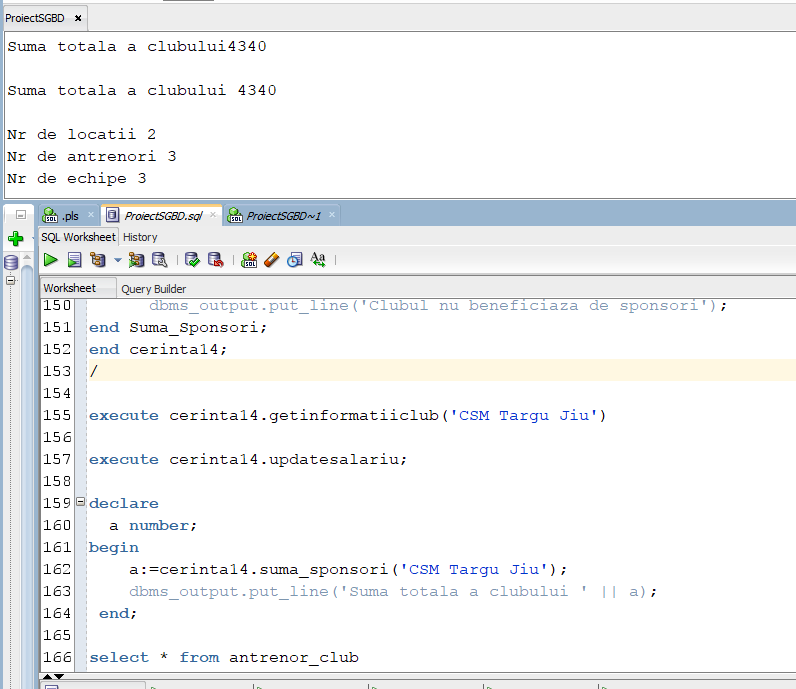 ProiectSGBD ×
Suma totala a clubului4340
Suma totala a clubului 4340
Nr de locatii 2
Nr de antrenori 3
Nr de echipe 3
.pls ProiectSGBD.sql ProiectSGBD~1
SQL Worksheet History
Worksheet Query Builder
150 dbms_output.put_line('Clubul nu beneficiaza de sponsori');
151 end Suma_Sponsori;
152 end cerinta14;
153 /
154
155 execute cerinta14.getinformatiiclub('CSM Targu Jiu')
156
157 execute cerinta14.updatesalariu;
158
159 declare
160 a number;
161 begin
162 a:=cerinta14.suma_sponsori('CSM Targu Jiu');
163 dbms_output.put_line('Suma totala a clubului ' || a);
164 end;
165
166 select * from antrenor_club